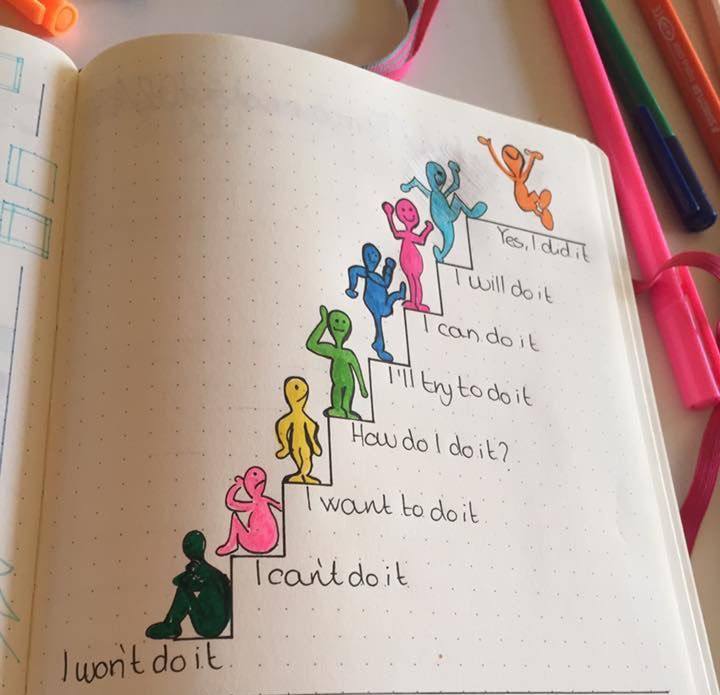 Yes, I did it
I will do it
I can do it
I'll try to do it
How do I do it?
I want to do it
I can't do it
I won't do it